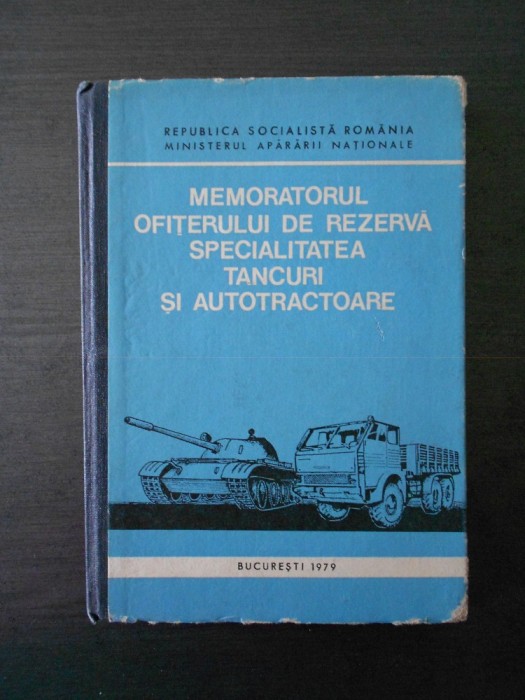 REPUBLICA SOCIALISTĂ ROMÂNIA
MINISTERUL APĂRĂRII NAȚIONALE
MEMORATORUL
OFIȚERULUI DE REZERVĂ
SPECIALITATEA
TANCURI
ȘI AUTOTRACTOARE
BUCUREȘTI 1979